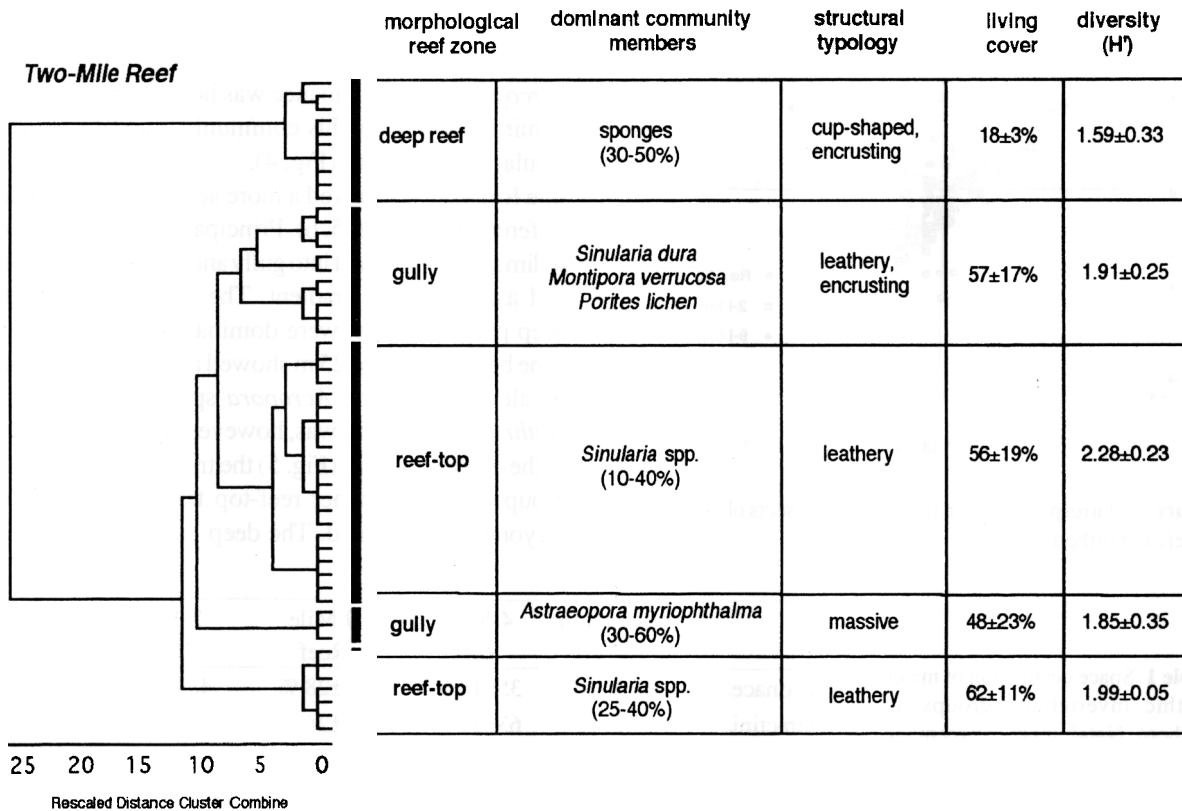 morphological reef zone
dominant community members
structural typology
living cover
diversity (H')
Two-Mile Reef
deep reef
sponges (30-50%)
cup-shaped, encrusting
18±3%
1.59±0.33
gully
Sinularia dura
Montipora verrucosa
Porites lichen
leathery, encrusting
57±17%
1.91±0.25
reef-top
Sinularia spp.
(10-40%)
leathery
56±19%
2.28±0.23
gully
Astraeopora myriophthalma
(30-60%)
massive
48±23%
1.85±0.35
reef-top
Sinularia spp.
(25-40%)
leathery
62±11%
1.99±0.05
25 20 15 10 5 0
Rescaled Distance Cluster Combine